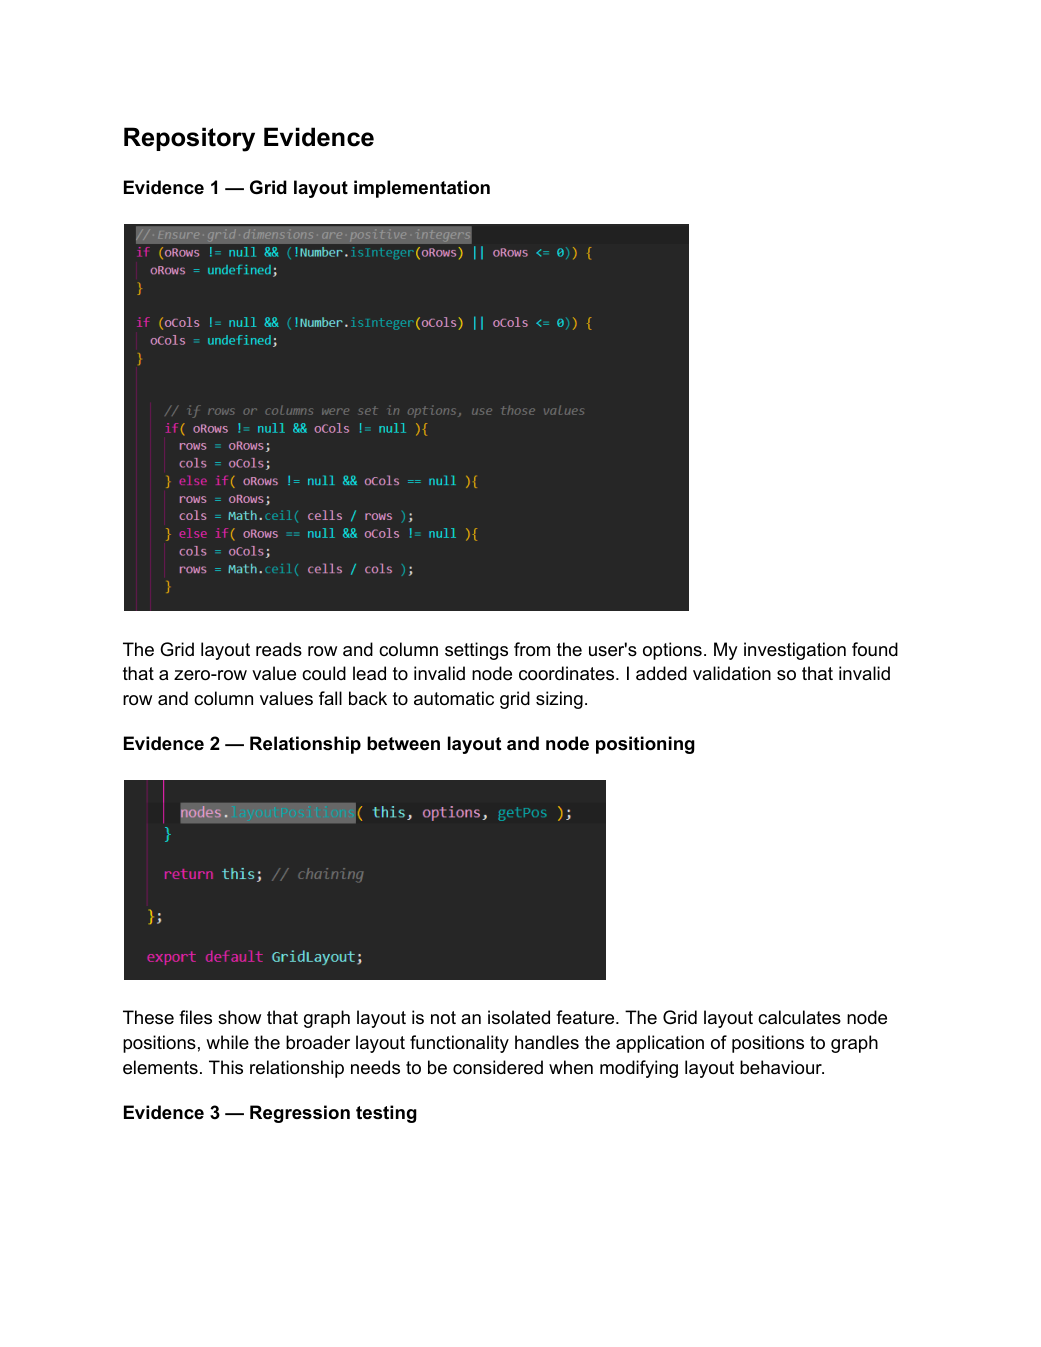 Repository Evidence
Evidence 1 — Grid layout implementation
// Ensure grid dimensions are positive integers
if (oRows != null && (!Number.isInteger(oRows) || oRows <= 0)) {
oRows = undefined;
}
if (oCols != null && (!Number.isInteger(oCols) || oCols <= 0)) {
oCols = undefined;
}
// if rows or columns were set in options, use those values
if( oRows != null && oCols != null ){
rows = oRows;
cols = oCols;
} else if( oRows != null && oCols == null ){
rows = oRows;
cols = Math.ceil( cells / rows );
} else if( oRows == null && oCols != null ){
cols = oCols;
rows = Math.ceil( cells / cols );
}
The Grid layout reads row and column settings from the user's options. My investigation found
that a zero-row value could lead to invalid node coordinates. I added validation so that invalid
row and column values fall back to automatic grid sizing.
Evidence 2 — Relationship between layout and node positioning
nodes.layoutPositions( this, options, getPos );
}
return this; // chaining
};
export default GridLayout;
These files show that graph layout is not an isolated feature. The Grid layout calculates node
positions, while the broader layout functionality handles the application of positions to graph
elements. This relationship needs to be considered when modifying layout behaviour.
Evidence 3 — Regression testing